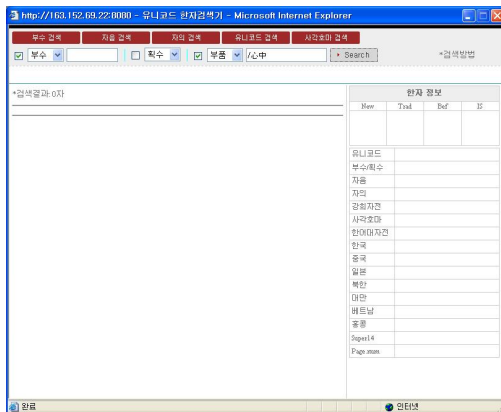 http://163.152.69.22:8080 - 유니코드 한자검색기 - Microsoft Internet Explorer
부수 검색 자음 검색 자의 검색 유니코드 검색 사각호마 검색
부수 획수 부품 /心中 Search *검색방법
*검색결과:0자
한자 정보
New Trad Ref IS
유니코드
부수/획수
자음
자의
강희자전
사각호마
한어대자전
한국
중국
일본
북한
대만
베트남
홍콩
Super14
Page.mmm
완료 인터넷